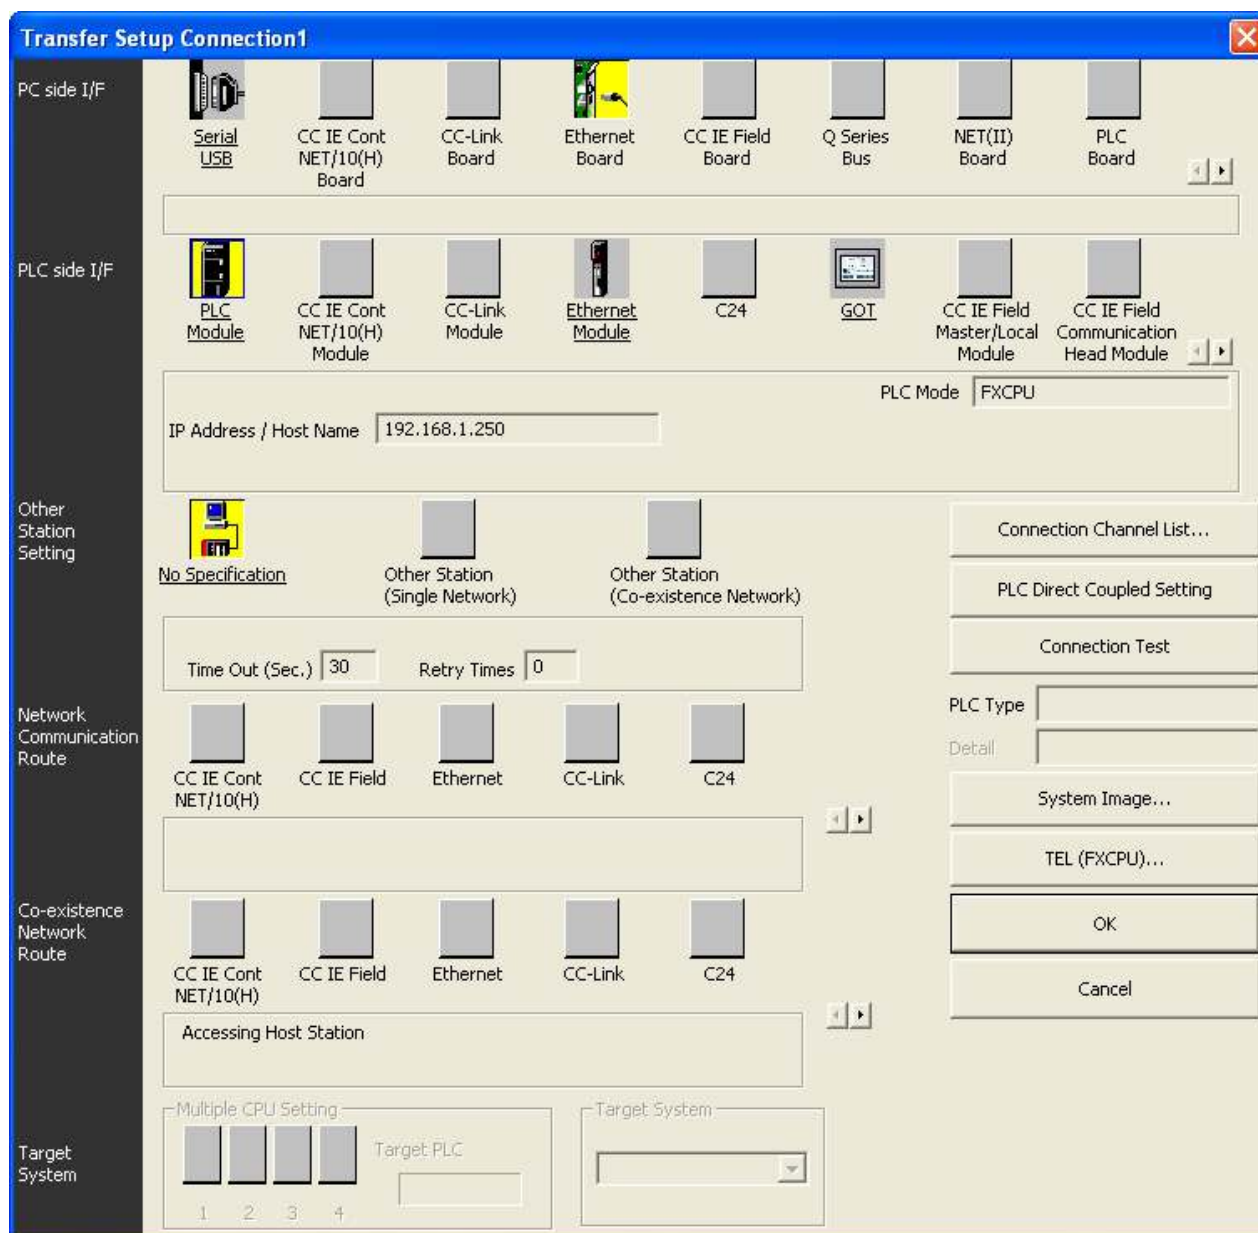 Transfer Setup Connection1
PC side I/F
Serial
USB
CC IE Cont
NET/10(H)
Board
CC-Link
Board
Ethernet
Board
CC IE Field
Board
Q Series
Bus
NET(II)
Board
PLC
Board
PLC side I/F
PLC
Module
CC IE Cont
NET/10(H)
Module
CC-Link
Module
Ethernet
Module
C24
GOT
CC IE Field
Master/Local
Module
CC IE Field
Communication
Head Module
PLC Mode FXCPU
IP Address / Host Name 192.168.1.250
Other
Station
Setting
No Specification
Other Station
(Single Network)
Other Station
(Co-existence Network)
Time Out (Sec.) 30 Retry Times 0
Connection Channel List...
PLC Direct Coupled Setting
Connection Test
PLC Type
Detail
System Image...
TEL (FXCPU)...
OK
Cancel
Network
Communication
Route
CC IE Cont
NET/10(H)
CC IE Field
Ethernet
CC-Link
C24
Co-existence
Network
Route
CC IE Cont
NET/10(H)
CC IE Field
Ethernet
CC-Link
C24
Accessing Host Station
Target
System
Multiple CPU Setting
Target PLC
1 2 3 4
Target System